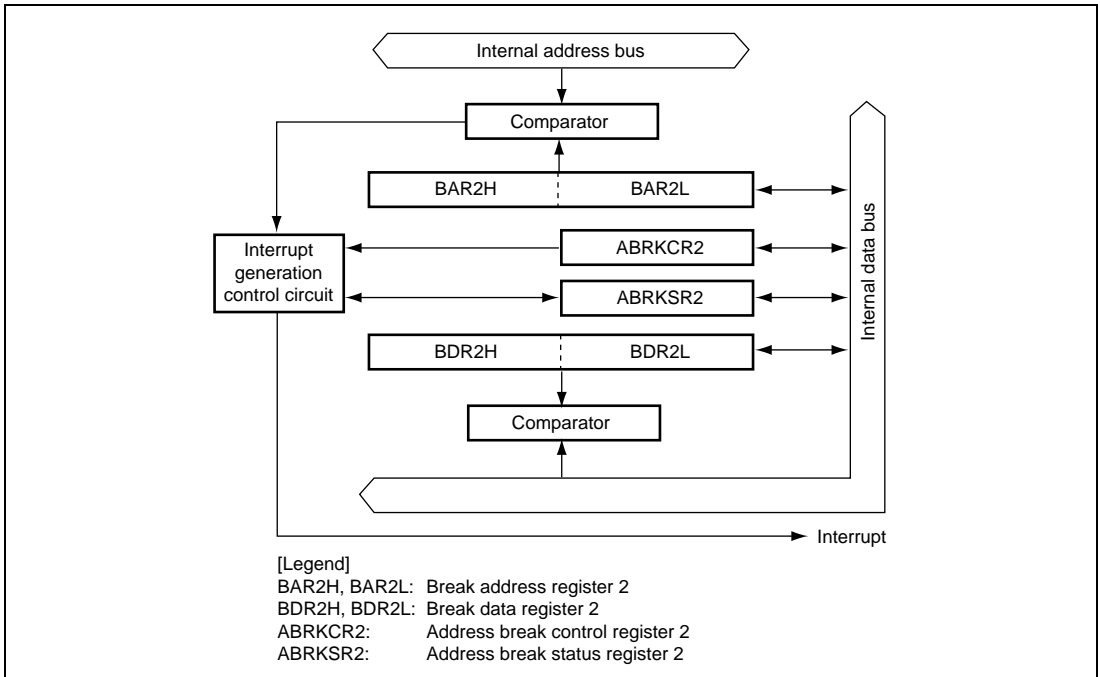 Internal address bus
Comparator
BAR2H BAR2L
Internal data bus
Interrupt
generation
control circuit
ABRKCR2
ABRKSR2
BDR2H BDR2L
Comparator
Interrupt
[Legend]
BAR2H, BAR2L: Break address register 2
BDR2H, BDR2L: Break data register 2
ABRKCR2: Address break control register 2
ABRKSR2: Address break status register 2